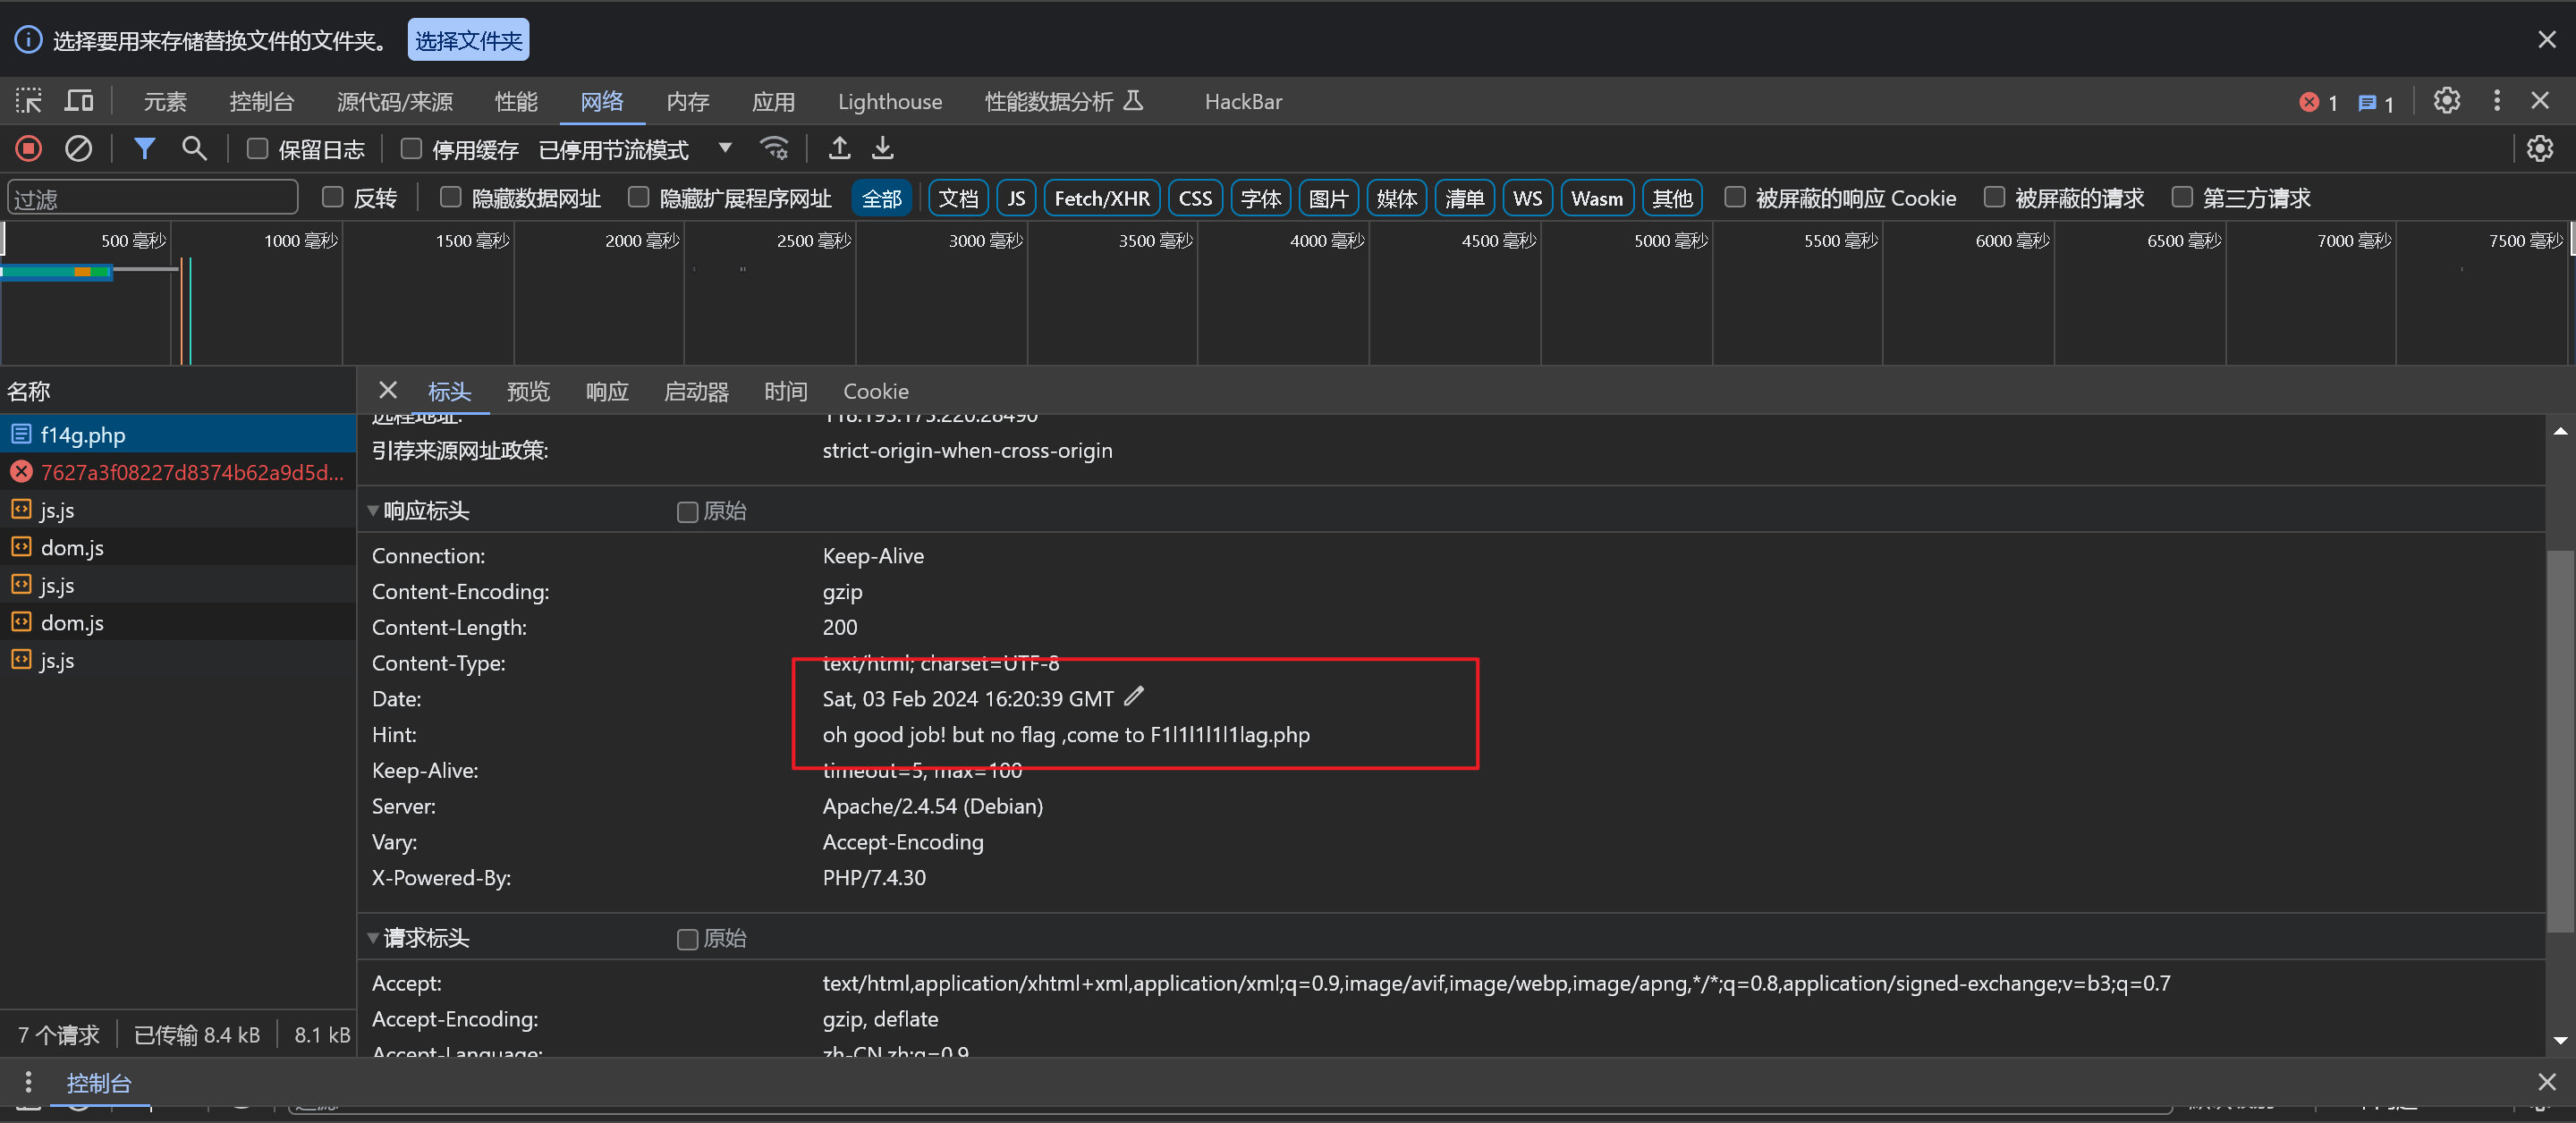 选择要用来存储替换文件的文件夹。 选择文件夹
元素 控制台 源代码/来源 性能 网络 内存 应用 Lighthouse 性能数据分析 HackBar 1 1
保留日志 停用缓存 已停用节流模式
过滤 反转 隐藏数据网址 隐藏扩展程序网址 全部 文档 JS Fetch/XHR CSS 字体 图片 媒体 清单 WS Wasm 其他 被屏蔽的响应 Cookie 被屏蔽的请求 第三方请求
500 毫秒 1000 毫秒 1500 毫秒 2000 毫秒 2500 毫秒 3000 毫秒 3500 毫秒 4000 毫秒 4500 毫秒 5000 毫秒 5500 毫秒 6000 毫秒 6500 毫秒 7000 毫秒 7500 毫秒
名称
f14g.php
7627a3f08227d8374b62a9d5d...
js.js
dom.js
js.js
dom.js
js.js
7 个请求 已传输 8.4 kB 8.1 kB
标头 预览 响应 启动器 时间 Cookie
远程地址:
引荐来源网址政策: strict-origin-when-cross-origin
响应标头 原始
Connection: Keep-Alive
Content-Encoding: gzip
Content-Length: 200
Content-Type: text/html; charset=UTF-8
Date: Sat, 03 Feb 2024 16:20:39 GMT
Hint: oh good job! but no flag ,come to F1l1l1l1l1lag.php
Keep-Alive: timeout=5, max=100
Server: Apache/2.4.54 (Debian)
Vary: Accept-Encoding
X-Powered-By: PHP/7.4.30
请求标头 原始
Accept: text/html,application/xhtml+xml,application/xml;q=0.9,image/avif,image/webp,image/apng,*/*;q=0.8,application/signed-exchange;v=b3;q=0.7
Accept-Encoding: gzip, deflate
Accept-Language: zh-CN,zh;q=0.9
控制台